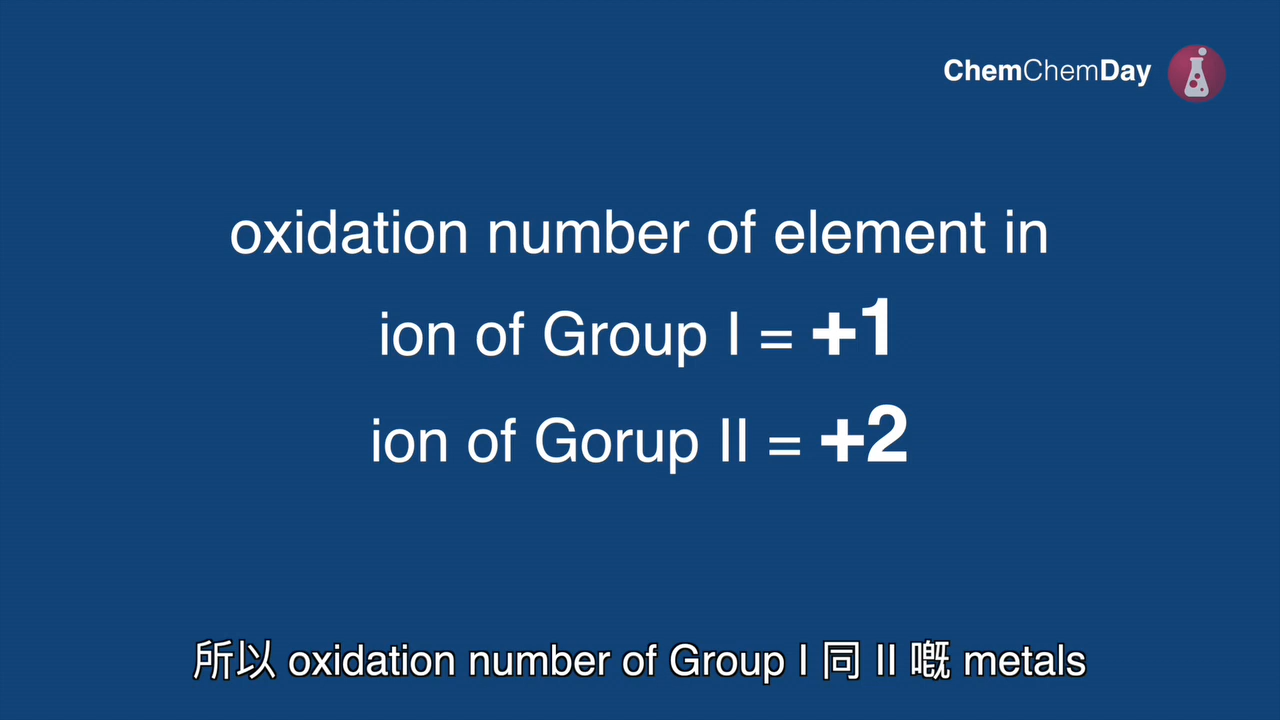 ChemChemDay
oxidation number of element in
ion of Group I = +1
ion of Gorup II = +2
所以 oxidation number of Group I 同 II 嘅 metals